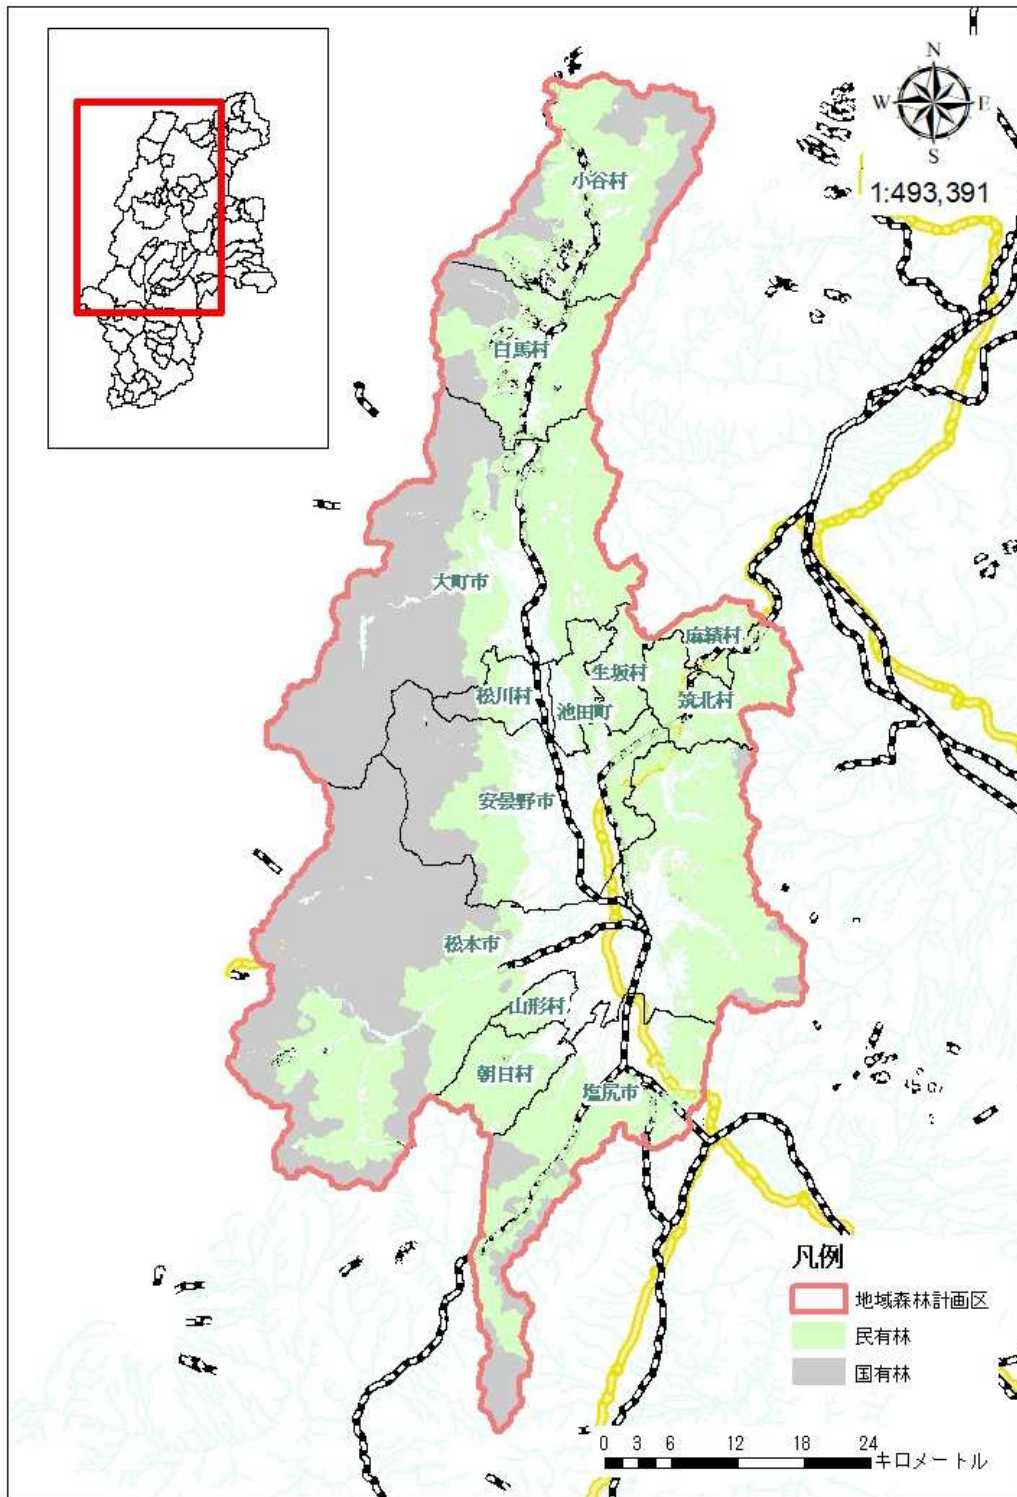 N
W
E
S
1:493,391
小谷村
白馬村
大町市
麻績村
生坂村
松川村
筑北村
池田町
安曇野市
松本市
山形村
朝日村
塩尻市
凡例
地域森林計画区
民有林
国有林
0 3 6 12 18 24
キロメートル